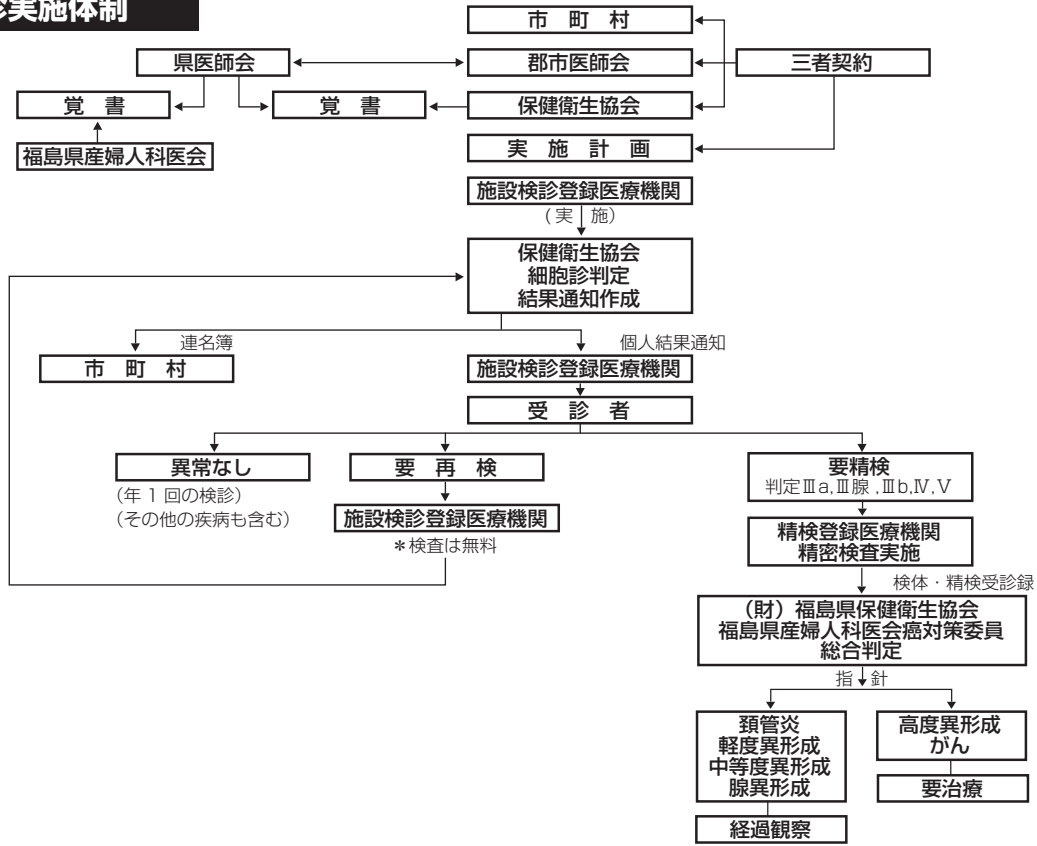 診実施体制
市 町 村
県医師会
郡市医師会
三者契約
覚 書
覚 書
保健衛生協会
福島県産婦人科医会
実 施 計 画
施設検診登録医療機関
(実 施)
保健衛生協会
細胞診判定
結果通知作成
連名簿
個人結果通知
市 町 村
施設検診登録医療機関
受 診 者
異常なし
(年1回の検診)
(その他の疾病も含む)
要 再 検
施設検診登録医療機関
*検査は無料
要精検
判定Ⅲa,Ⅲ腺,Ⅲb,Ⅳ,Ⅴ
精検登録医療機関
精密検査実施
検体・精検受診録
(財)福島県保健衛生協会
福島県産婦人科医会癌対策委員
総合判定
指 針
頚管炎
軽度異形成
中等度異形成
腺異形成
経過観察
高度異形成
がん
要治療